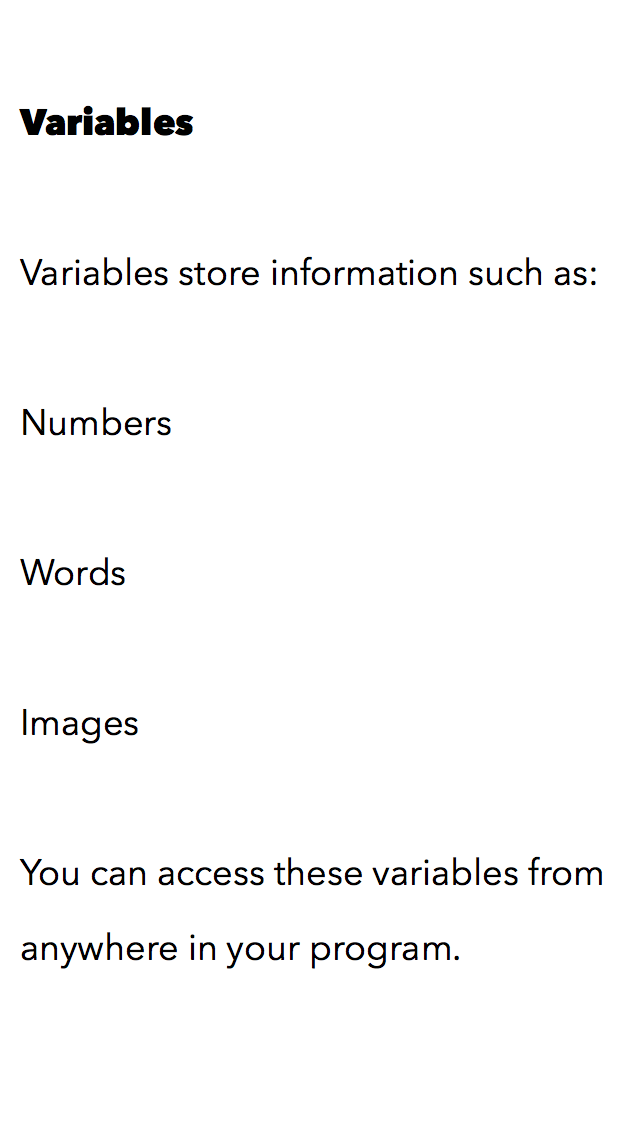 Variables
Variables store information such as:
Numbers
Words
Images
You can access these variables from
anywhere in your program.